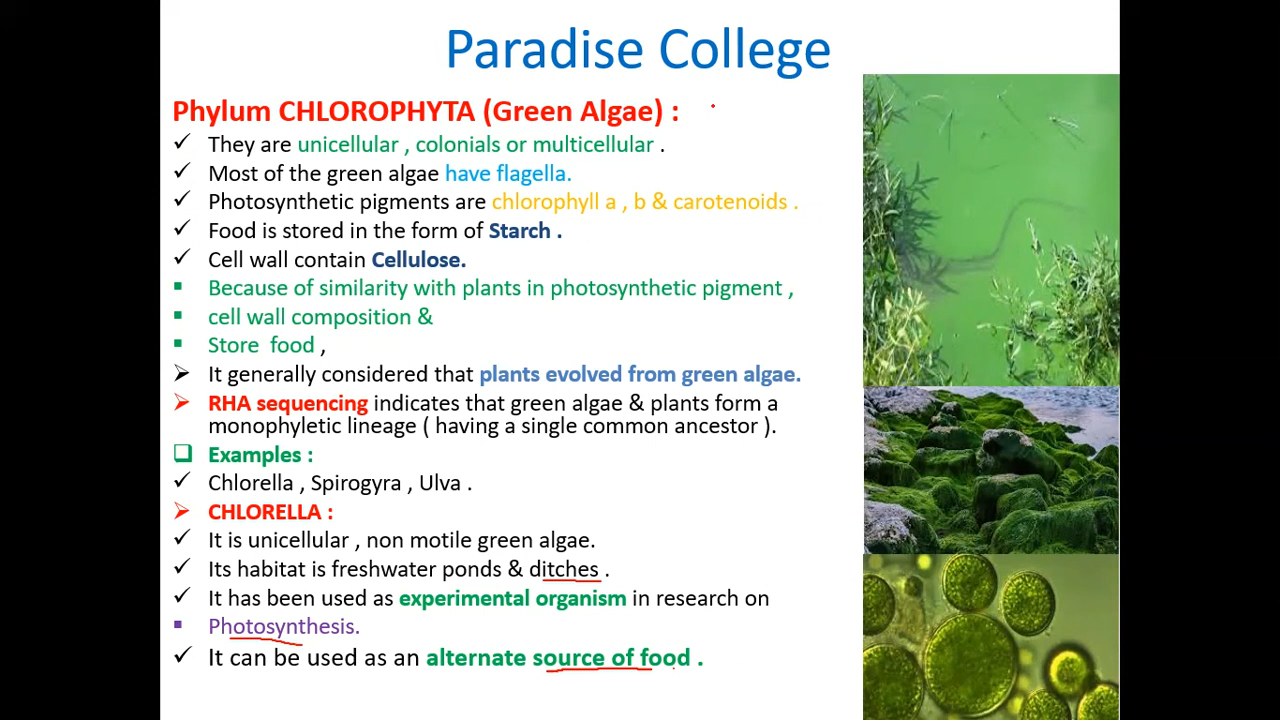 Paradise College
Phylum CHLOROPHYTA (Green Algae) :
✓ They are unicellular , colonials or multicellular .
✓ Most of the green algae have flagella.
✓ Photosynthetic pigments are chlorophyll a , b & carotenoids .
✓ Food is stored in the form of Starch .
✓ Cell wall contain Cellulose.
▪ Because of similarity with plants in photosynthetic pigment ,
▪ cell wall composition &
▪ Store food ,
➢ It generally considered that plants evolved from green algae.
➢ RHA sequencing indicates that green algae & plants form a
monophyletic lineage ( having a single common ancestor ).
❑ Examples :
✓ Chlorella , Spirogyra , Ulva .
➢ CHLORELLA :
✓ It is unicellular , non motile green algae.
✓ Its habitat is freshwater ponds & ditches .
✓ It has been used as experimental organism in research on
▪ Photosynthesis.
✓ It can be used as an alternate source of food .